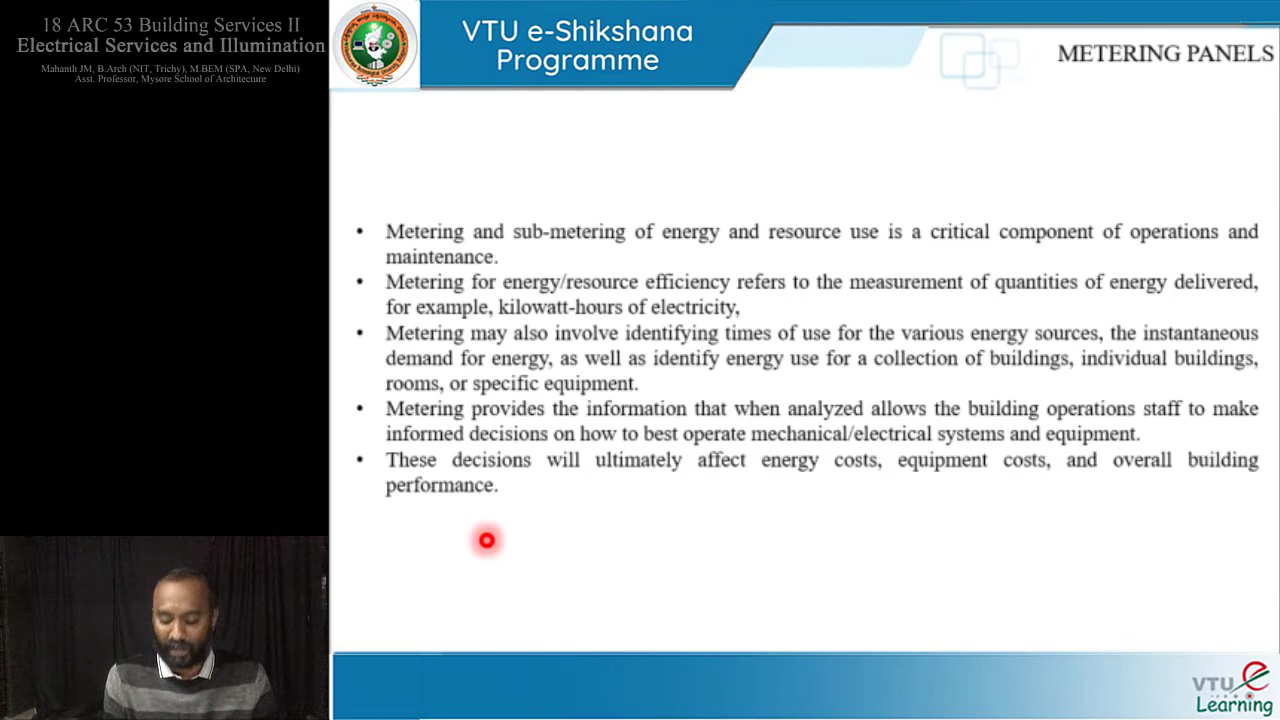 18 ARC 53 Building Services II
Electrical Services and Illumination
Mahanth JM, B.Arch (NIT, Trichy), M.BEM (SPA, New Delhi)
Asst. Professor, Mysore School of Architecture
VTU e-Shikshana
Programme
METERING PANELS
• Metering and sub-metering of energy and resource use is a critical component of operations and
maintenance.
• Metering for energy/resource efficiency refers to the measurement of quantities of energy delivered,
for example, kilowatt-hours of electricity,
• Metering may also involve identifying times of use for the various energy sources, the instantaneous
demand for energy, as well as identify energy use for a collection of buildings, individual buildings,
rooms, or specific equipment.
• Metering provides the information that when analyzed allows the building operations staff to make
informed decisions on how to best operate mechanical/electrical systems and equipment.
• These decisions will ultimately affect energy costs, equipment costs, and overall building
performance.
VTU e
Learning